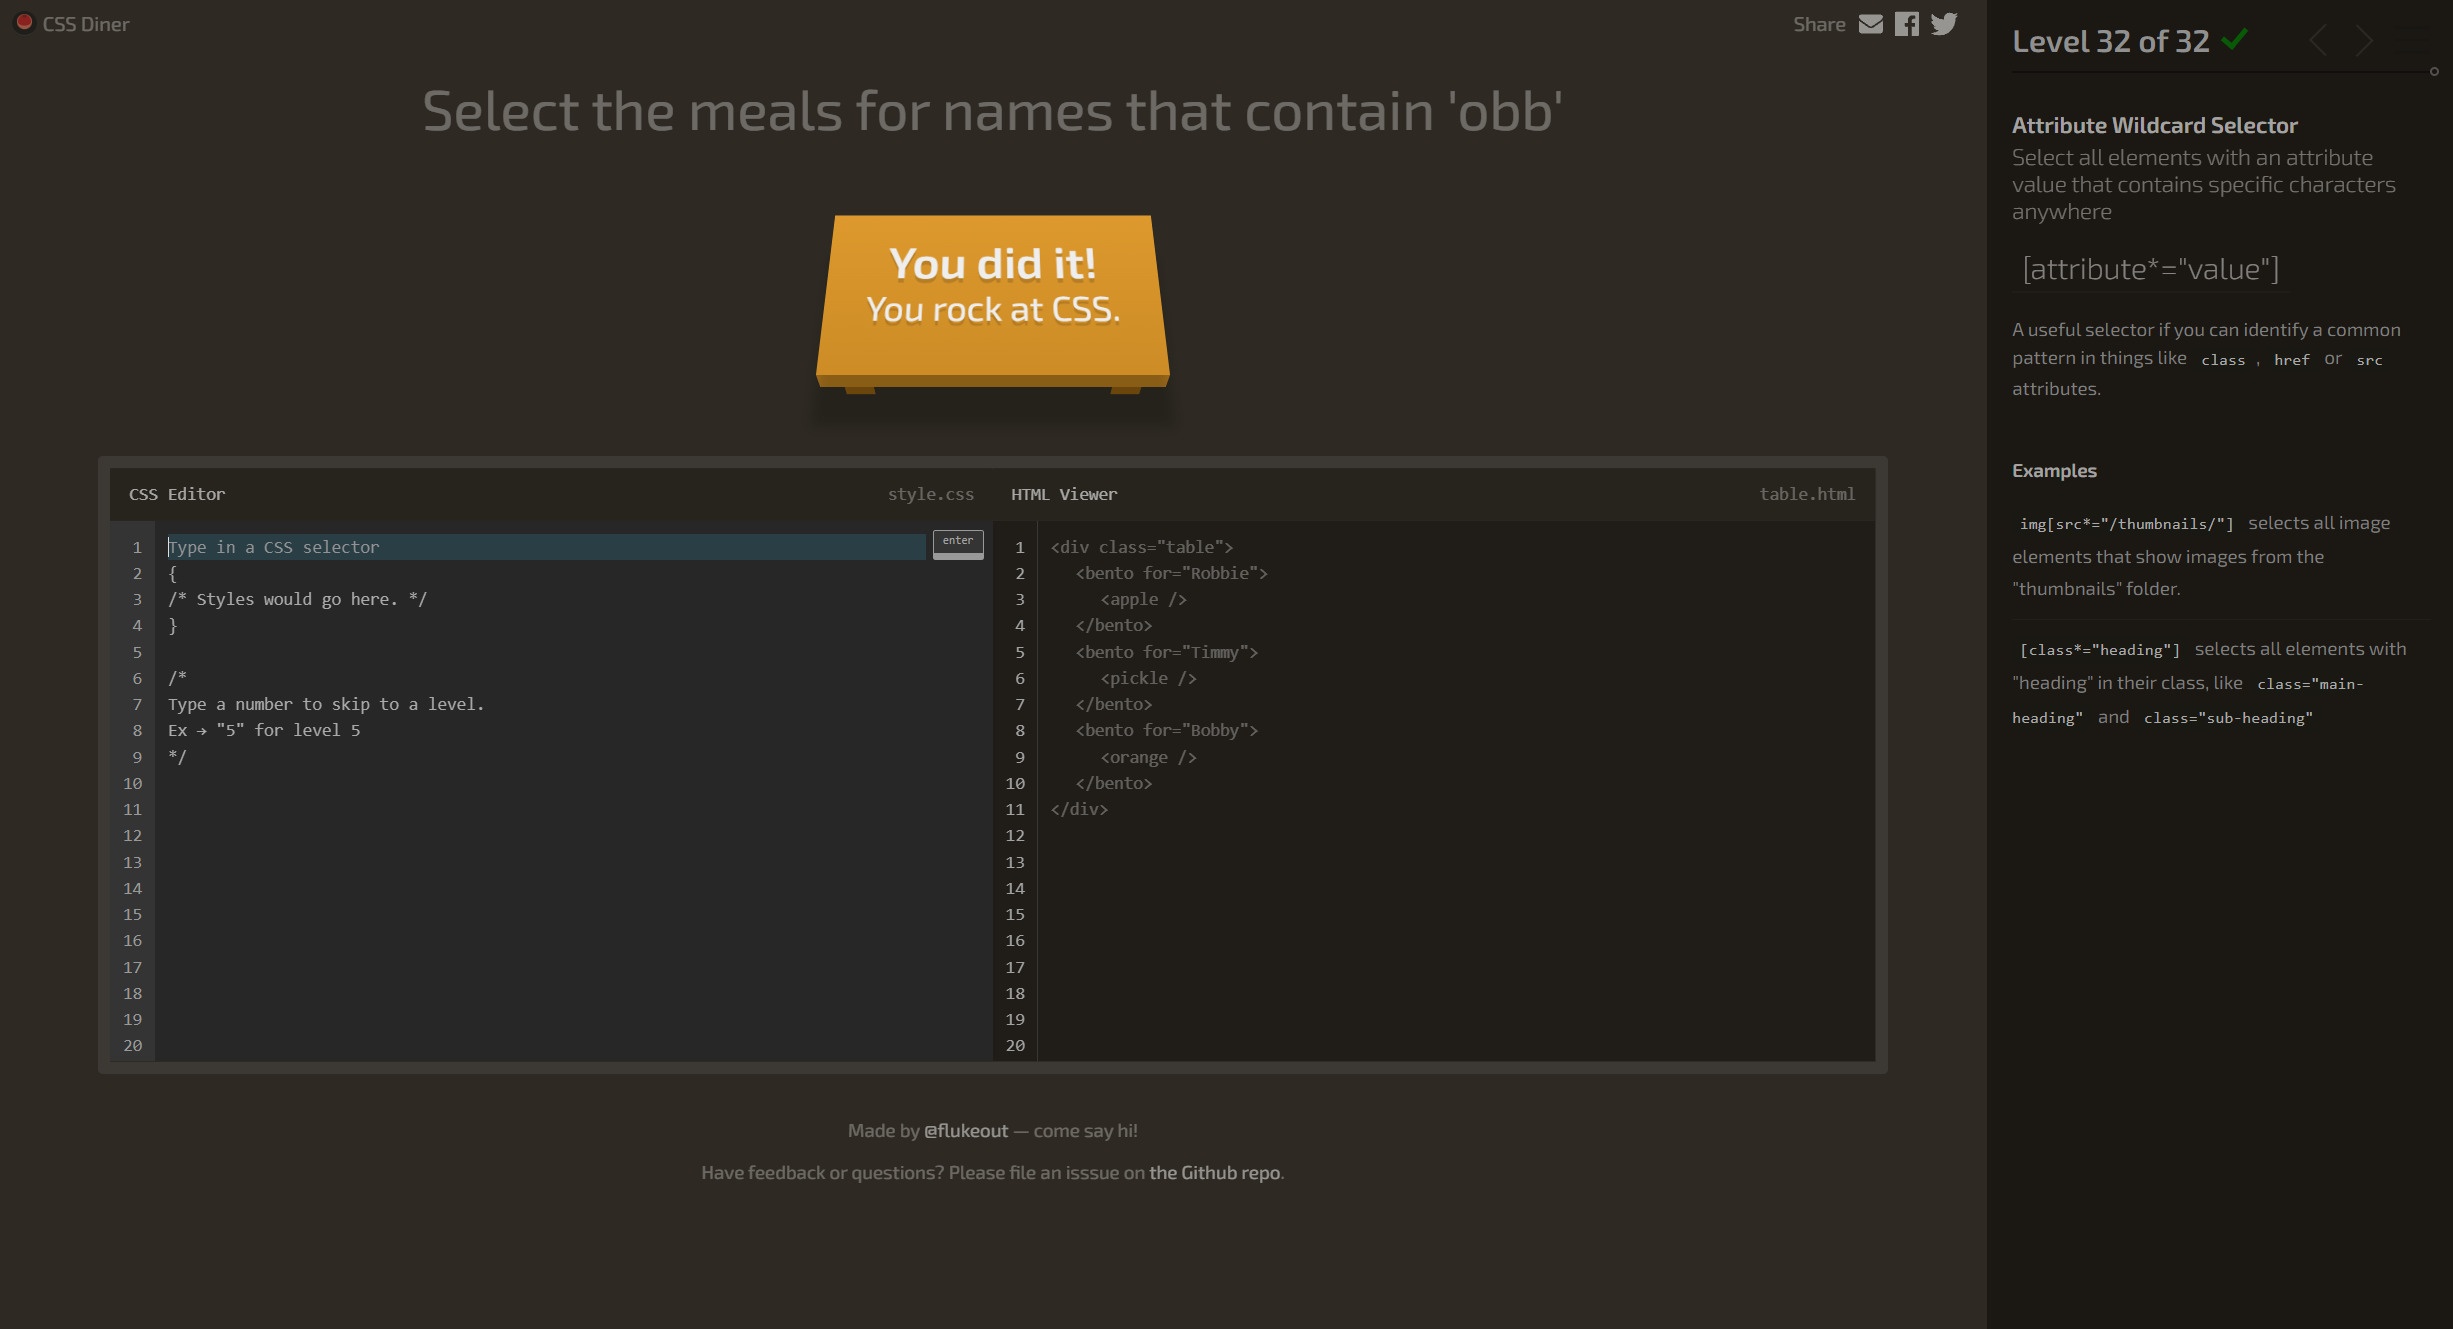 CSS Diner
Share
Select the meals for names that contain 'obb'
You did it!
You rock at CSS.
CSS Editor
style.css
HTML Viewer
table.html
1
2
3
4
5
6
7
8
9
10
11
12
13
14
15
16
17
18
19
20
Type in a CSS selector
enter
{
/* Styles would go here. */
}
/*
Type a number to skip to a level.
Ex → "5" for level 5
*/
1
2
3
4
5
6
7
8
9
10
11
12
13
14
15
16
17
18
19
20
<div class="table">
<bento for="Robbie">
<apple />
</bento>
<bento for="Timmy">
<pickle />
</bento>
<bento for="Bobby">
<orange />
</bento>
</div>
Made by @flukeout — come say hi!
Have feedback or questions? Please file an isssue on the Github repo.
Level 32 of 32
Attribute Wildcard Selector
Select all elements with an attribute
value that contains specific characters
anywhere
[attribute*="value"]
A useful selector if you can identify a common
pattern in things like class , href or src
attributes.
Examples
img[src*="/thumbnails/"] selects all image
elements that show images from the
"thumbnails" folder.
[class*="heading"] selects all elements with
"heading" in their class, like class="main-
heading" and class="sub-heading"